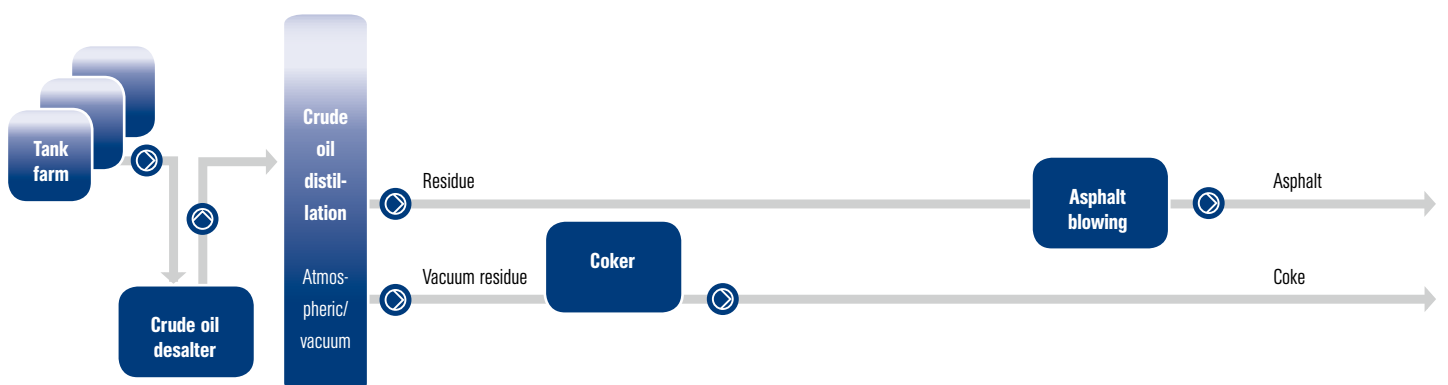 Tank
farm
Crude oil
desalter
Crude
oil
distil-
lation
Atmos-
pheric/
vacuum
Residue
Asphalt
blowing
Asphalt
Vacuum residue
Coker
Coke